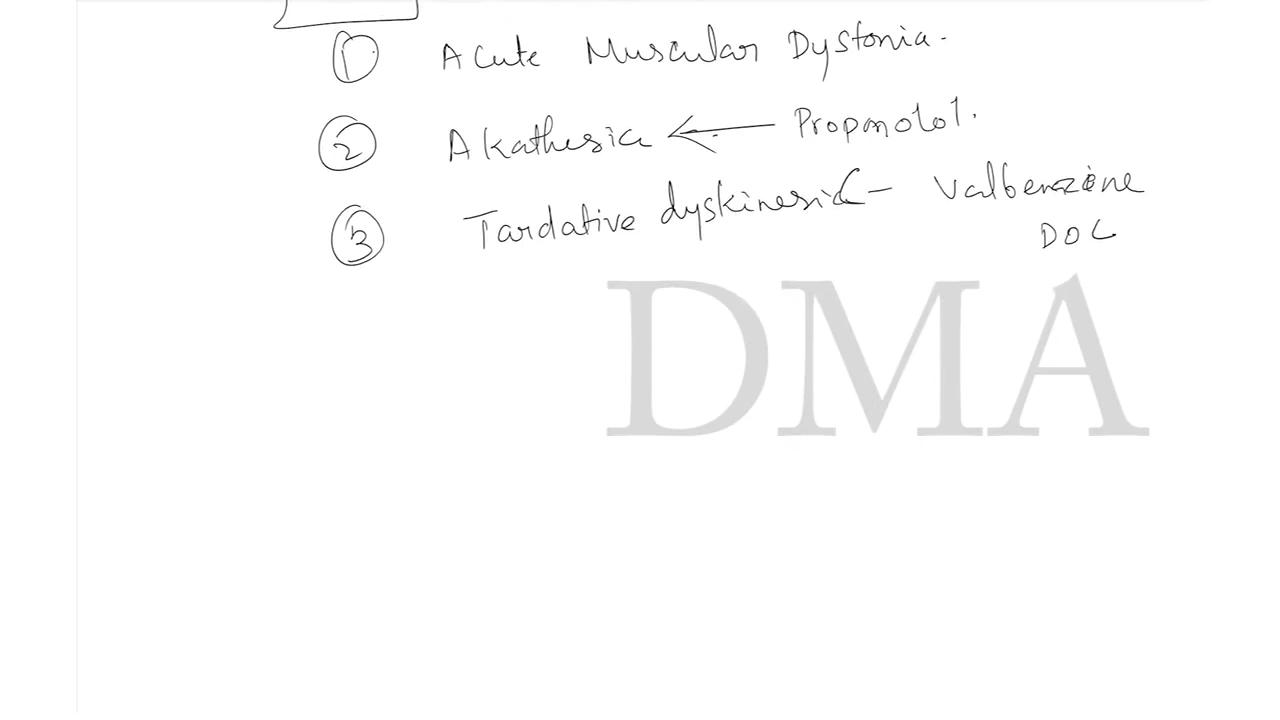 ① Acute Muscular Dystonia.
② Akathesia ← Propanolol.
③ Tardative dyskinesia - Valbenazine
DOC
DMA